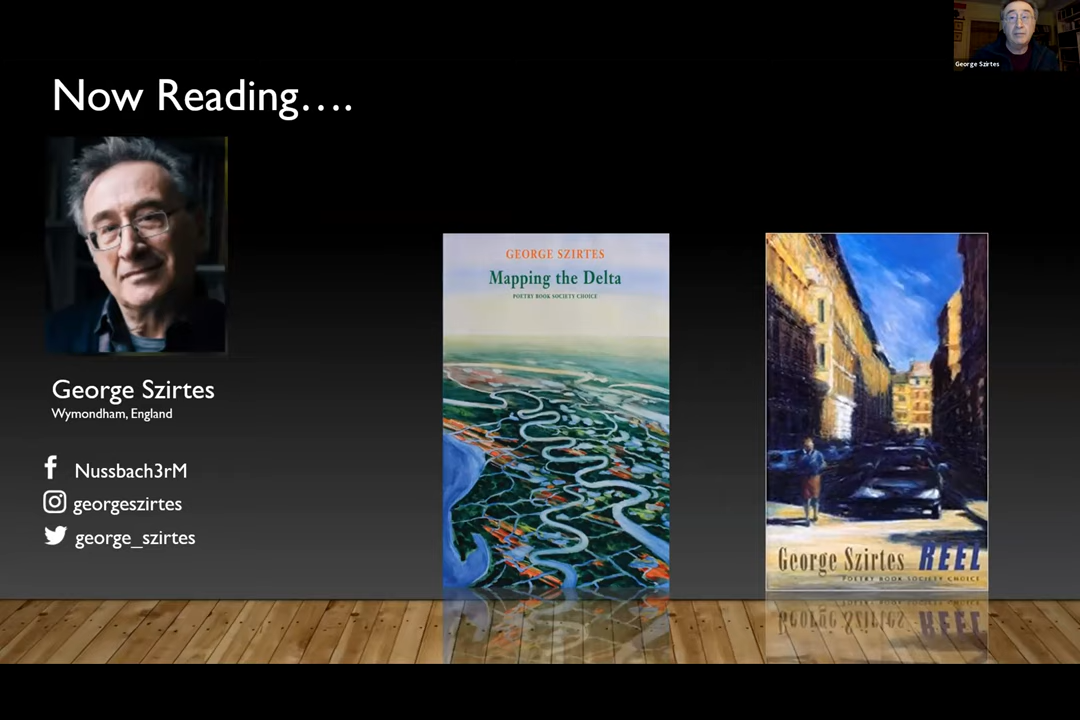 George Szirtes
Now Reading….
George Szirtes
Wymondham, England
Nussbach3rM
georgeszirtes
george_szirtes
GEORGE SZIRTES
Mapping the Delta
POETRY BOOK SOCIETY CHOICE
George Szirtes REEL
POETRY BOOK SOCIETY CHOICE